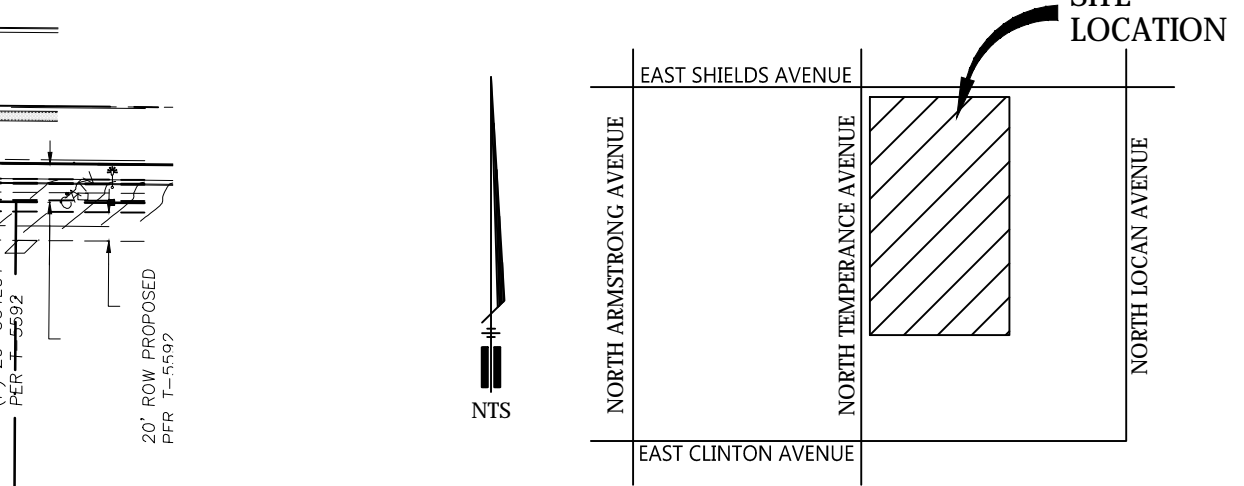 SITE
LOCATION
EAST SHIELDS AVENUE
NORTH ARMSTRONG AVENUE
NORTH TEMPERANCE AVENUE
NORTH LOCAN AVENUE
EAST CLINTON AVENUE
NTS
CATV
PER T-5592
20' ROW PROPOSED
PER T-5592